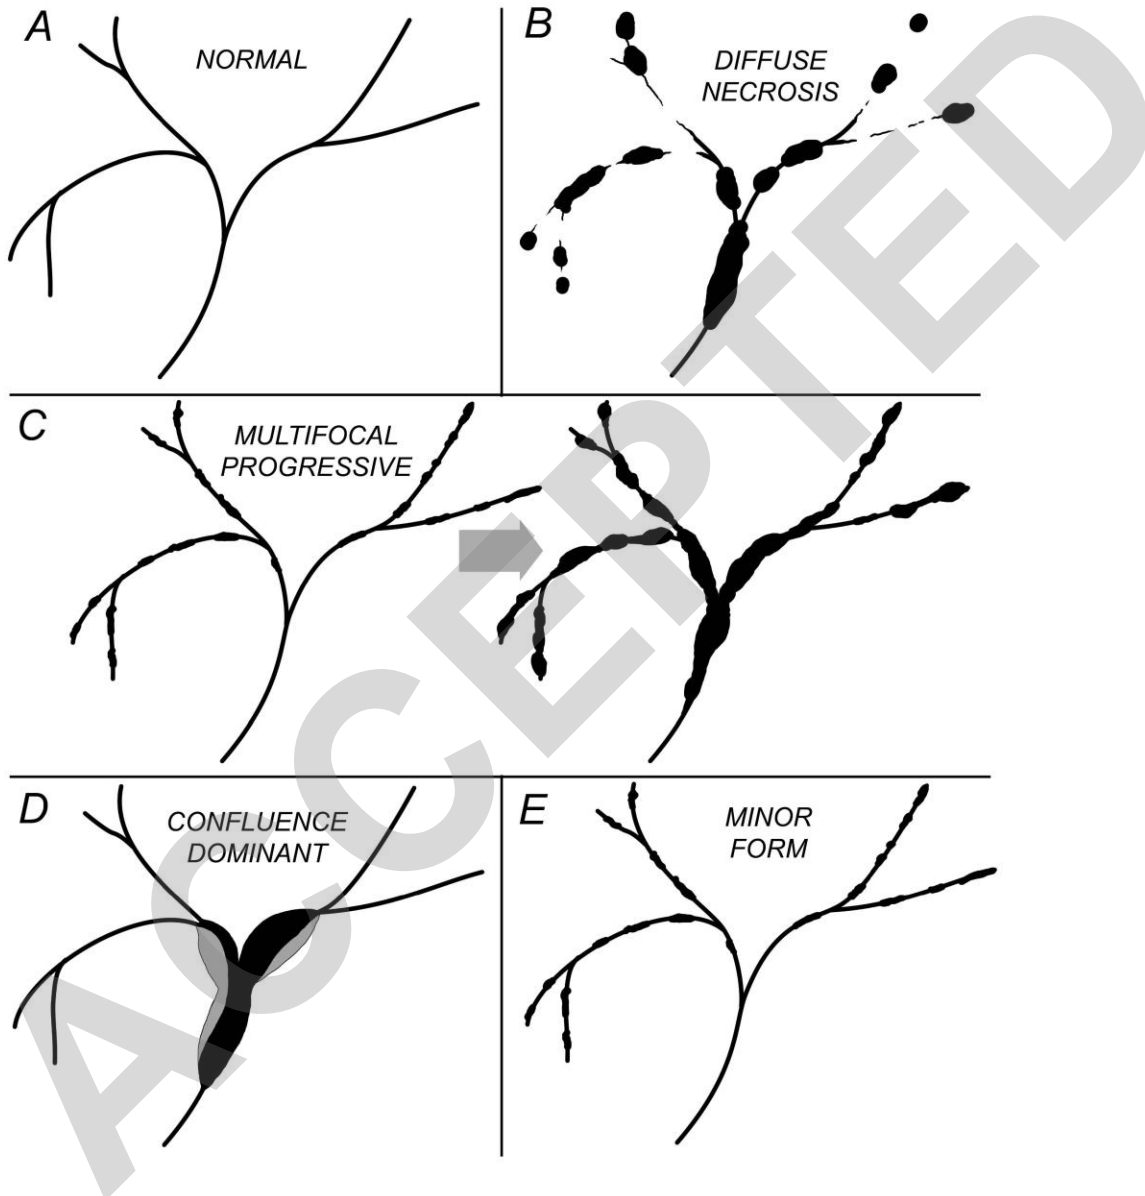 A
NORMAL
B
DIFFUSE
NECROSIS
C
MULTIFOCAL
PROGRESSIVE
D
CONFLUENCE
DOMINANT
E
MINOR
FORM
ACCEPTED